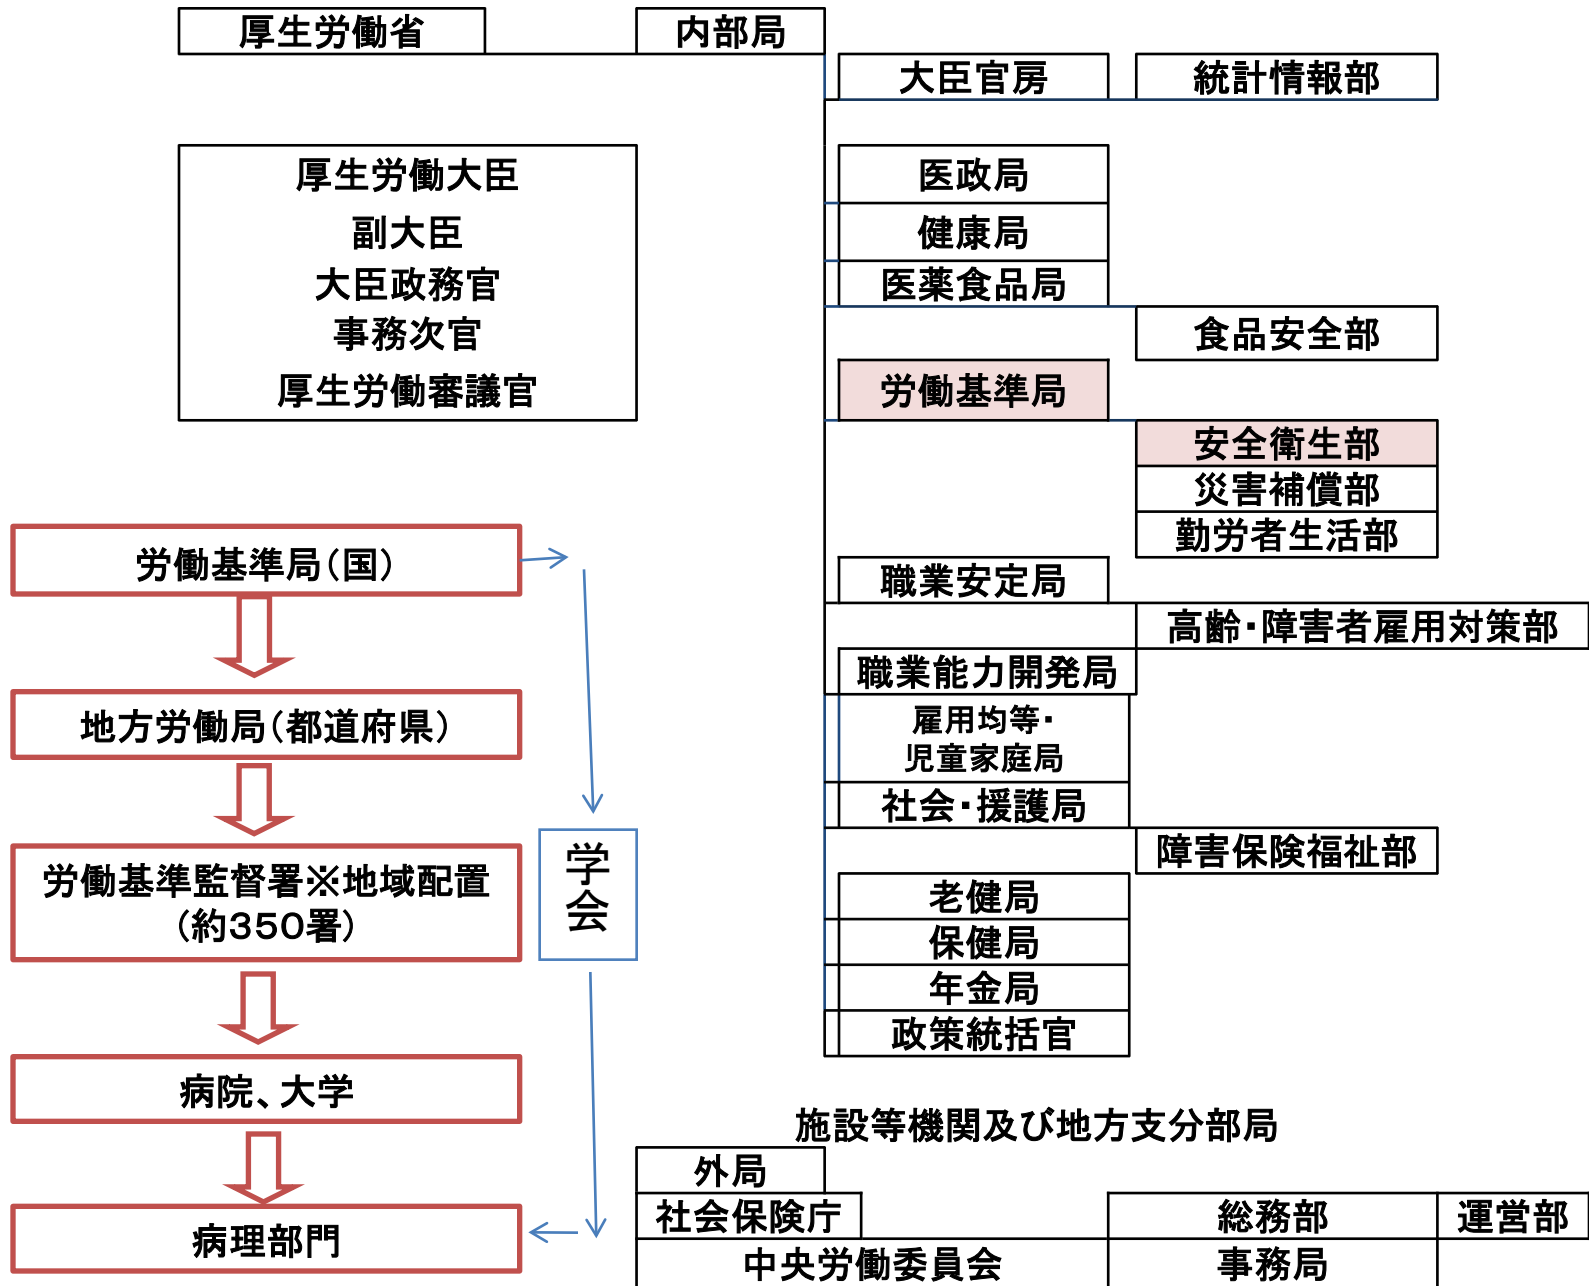 厚生労働省
内部局
大臣官房
統計情報部
厚生労働大臣
副大臣
大臣政務官
事務次官
厚生労働審議官
医政局
健康局
医薬食品局
食品安全部
労働基準局
安全衛生部
災害補償部
勤労者生活部
職業安定局
高齢・障害者雇用対策部
職業能力開発局
雇用均等・
児童家庭局
社会・援護局
障害保険福祉部
老健局
保健局
年金局
政策統括官
労働基準局（国）
地方労働局（都道府県）
労働基準監督署※地域配置
（約３５０署）
病院、大学
病理部門
学
会
施設等機関及び地方支分部局
外局
社会保険庁
総務部
運営部
中央労働委員会
事務局